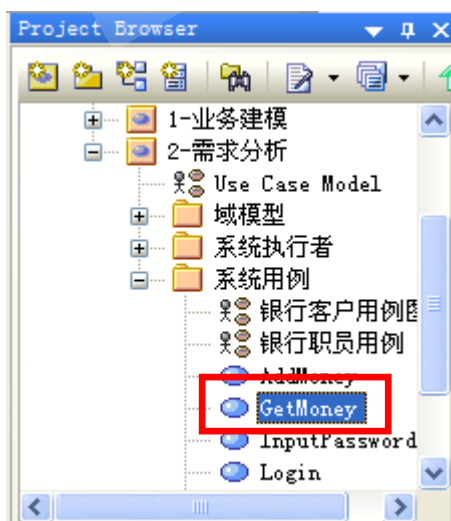 Project Browser
1-业务建模
2-需求分析
Use Case Model
域模型
系统执行者
系统用例
银行客户用例图
银行职员用例
AddMoney
GetMoney
InputPassword
Login